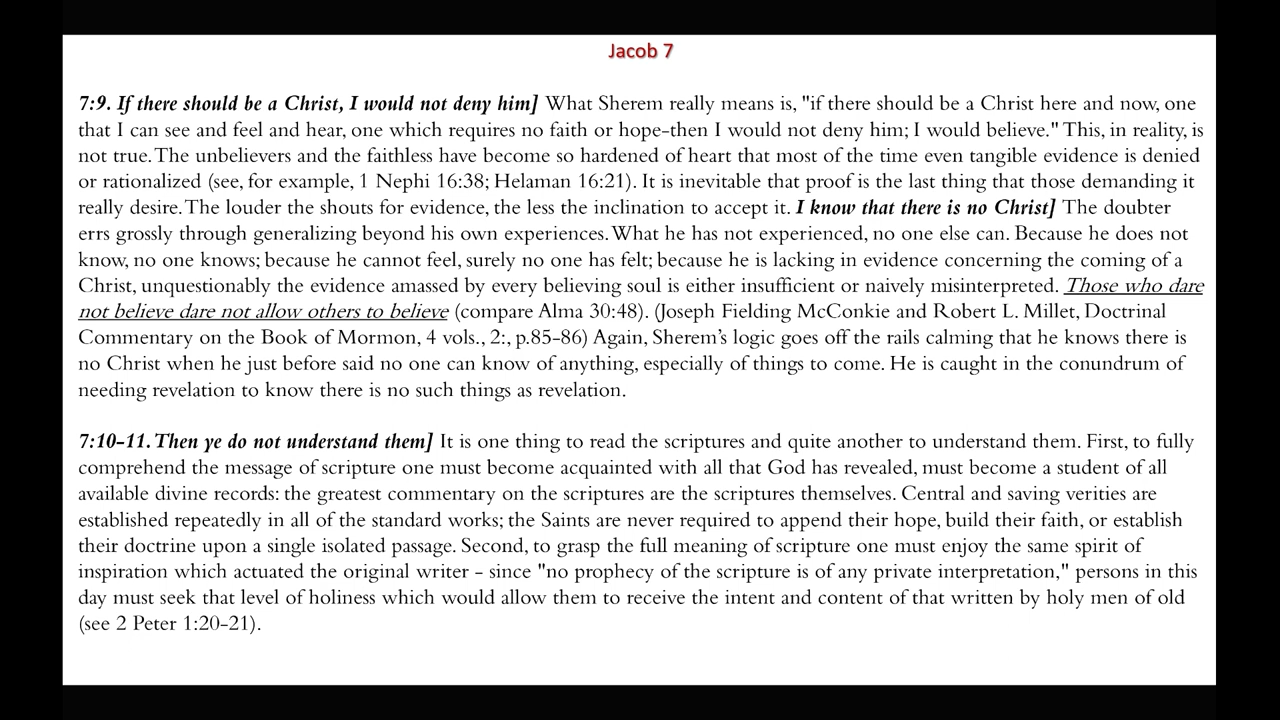 Jacob 7
7:9. If there should be a Christ, I would not deny him] What Sherem really means is, "if there should be a Christ here and now, one
that I can see and feel and hear, one which requires no faith or hope-then I would not deny him; I would believe." This, in reality, is
not true. The unbelievers and the faithless have become so hardened of heart that most of the time even tangible evidence is denied
or rationalized (see, for example, 1 Nephi 16:38; Helaman 16:21). It is inevitable that proof is the last thing that those demanding it
really desire. The louder the shouts for evidence, the less the inclination to accept it. I know that there is no Christ] The doubter
errs grossly through generalizing beyond his own experiences. What he has not experienced, no one else can. Because he does not
know, no one knows; because he cannot feel, surely no one has felt; because he is lacking in evidence concerning the coming of a
Christ, unquestionably the evidence amassed by every believing soul is either insufficient or naively misinterpreted. Those who dare
not believe dare not allow others to believe (compare Alma 30:48). (Joseph Fielding McConkie and Robert L. Millet, Doctrinal
Commentary on the Book of Mormon, 4 vols., 2:, p.85-86) Again, Sherem's logic goes off the rails calming that he knows there is
no Christ when he just before said no one can know of anything, especially of things to come. He is caught in the conundrum of
needing revelation to know there is no such things as revelation.
7:10-11. Then ye do not understand them] It is one thing to read the scriptures and quite another to understand them. First, to fully
comprehend the message of scripture one must become acquainted with all that God has revealed, must become a student of all
available divine records: the greatest commentary on the scriptures are the scriptures themselves. Central and saving verities are
established repeatedly in all of the standard works; the Saints are never required to append their hope, build their faith, or establish
their doctrine upon a single isolated passage. Second, to grasp the full meaning of scripture one must enjoy the same spirit of
inspiration which actuated the original writer - since "no prophecy of the scripture is of any private interpretation," persons in this
day must seek that level of holiness which would allow them to receive the intent and content of that written by holy men of old
(see 2 Peter 1:20-21).